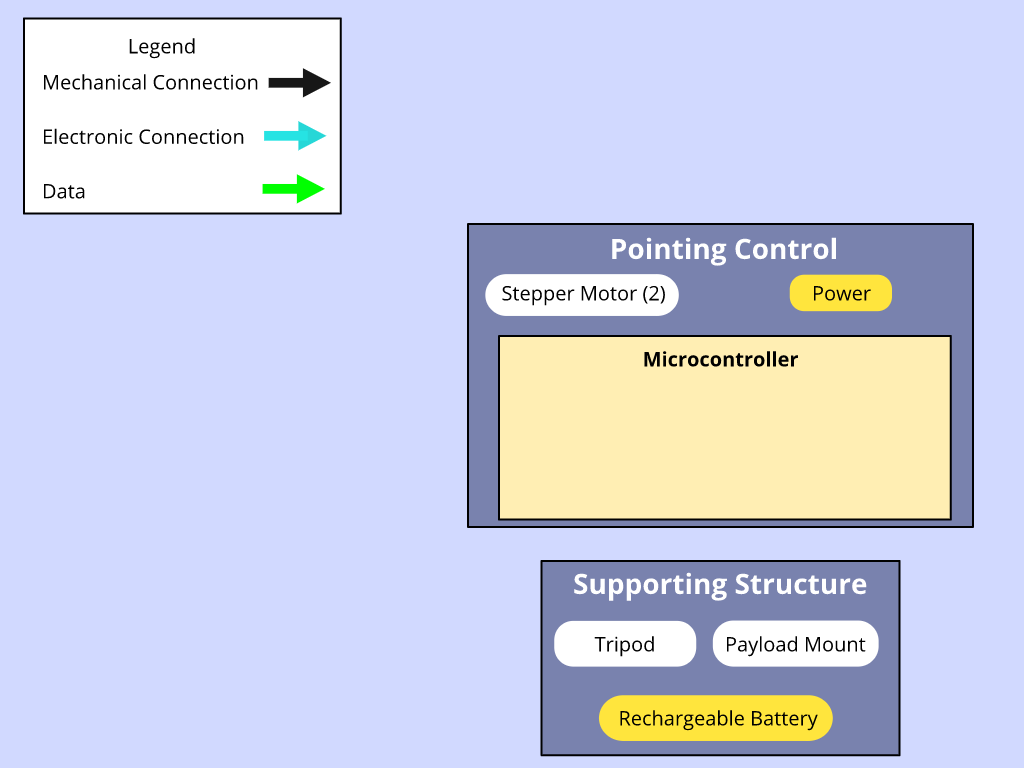 Legend
Mechanical Connection
Electronic Connection
Data
Pointing Control
Stepper Motor (2)
Power
Microcontroller
Supporting Structure
Tripod
Payload Mount
Rechargeable Battery